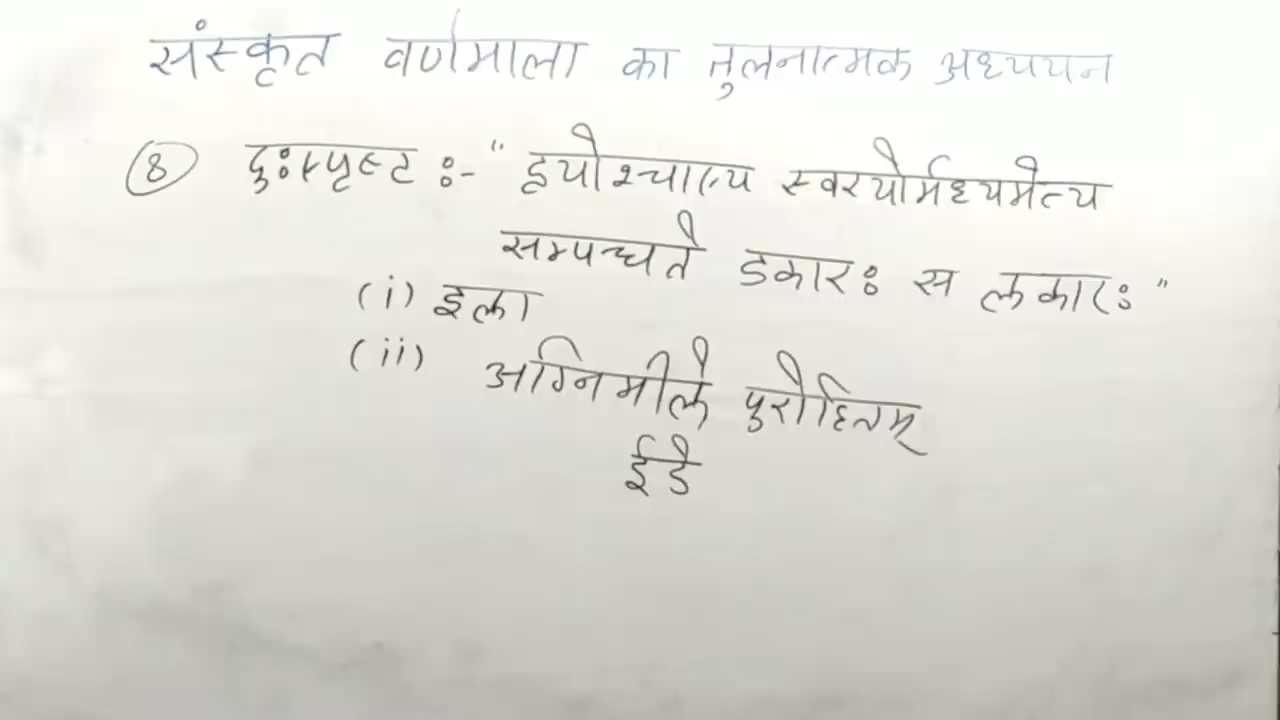 संस्कृत वर्णमाला का तुलनात्मक अध्ययन
(8) दुःस्पृष्ट :- " द्वयोश्चास्य स्वरयोर्मध्यमेत्य
सम्पद्यते डकारः स ळकारः "
(i) इळा
(ii) अग्निमीळे पुरोहितम्
ईडे